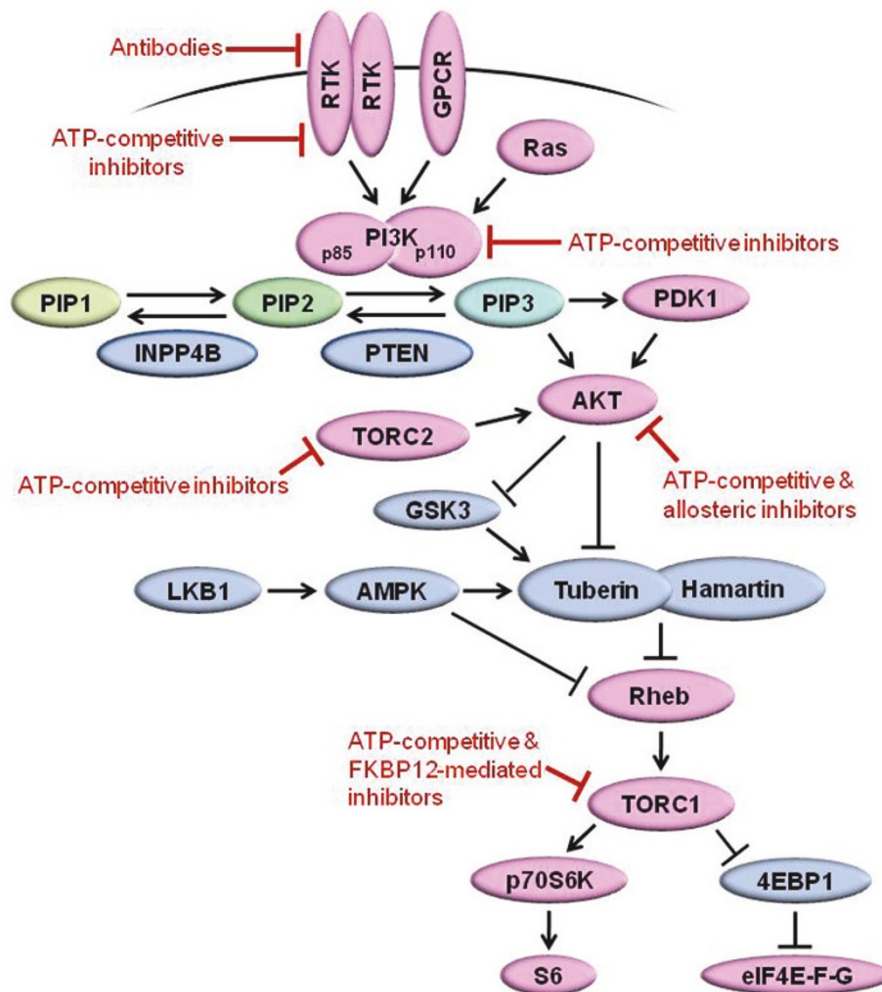 Antibodies
RTK
RTK
GPCR
ATP-competitive
inhibitors
Ras
PI3K
p85
p110
ATP-competitive inhibitors
PIP1
PIP2
PIP3
PDK1
INPP4B
PTEN
AKT
TORC2
ATP-competitive inhibitors
ATP-competitive &
allosteric inhibitors
GSK3
LKB1
AMPK
Tuberin
Hamartin
Rheb
ATP-competitive &
FKBP12-mediated
inhibitors
TORC1
p70S6K
4EBP1
S6
eIF4E-F-G